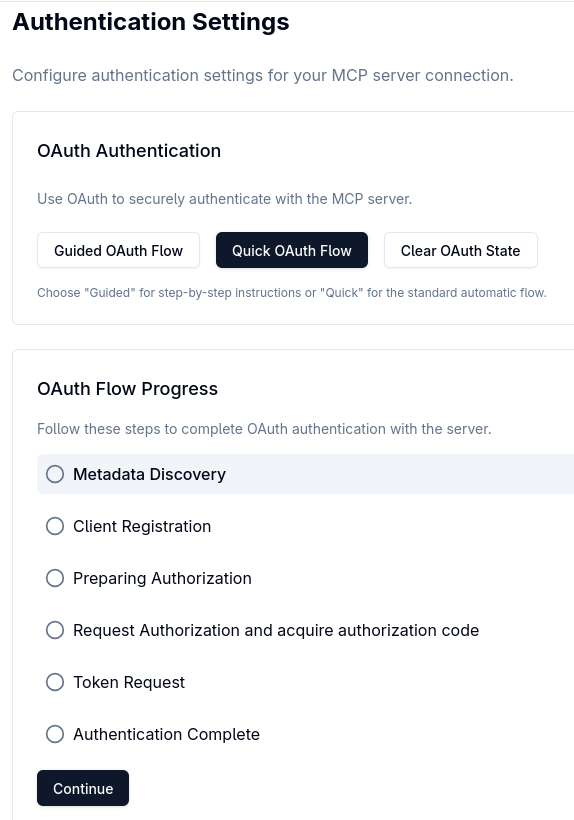 Authentication Settings
Configure authentication settings for your MCP server connection.
OAuth Authentication
Use OAuth to securely authenticate with the MCP server.
Guided OAuth Flow
Quick OAuth Flow
Clear OAuth State
Choose "Guided" for step-by-step instructions or "Quick" for the standard automatic flow.
OAuth Flow Progress
Follow these steps to complete OAuth authentication with the server.
Metadata Discovery
Client Registration
Preparing Authorization
Request Authorization and acquire authorization code
Token Request
Authentication Complete
Continue